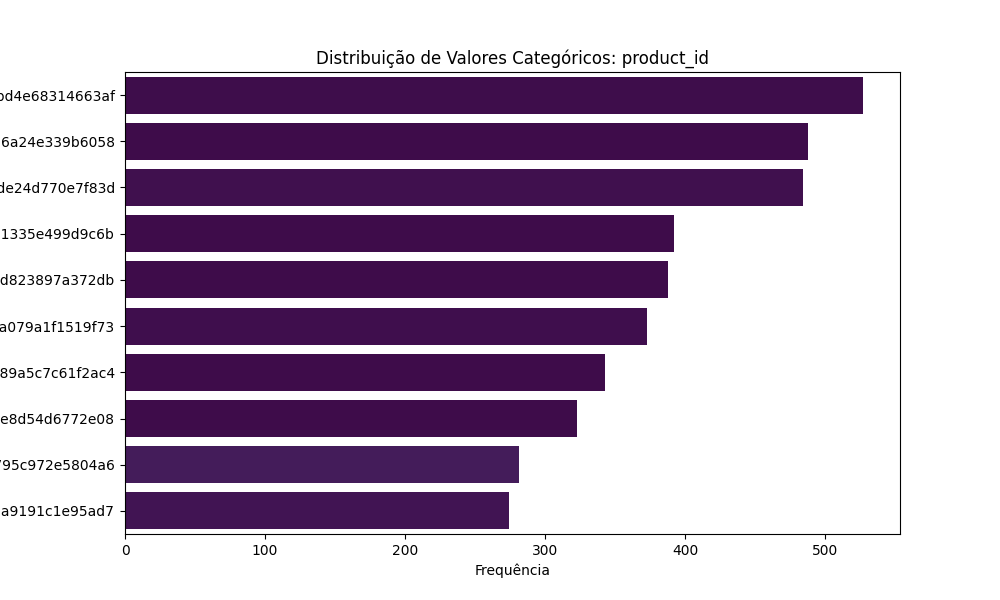 Distribuição de Valores Categóricos: product_id
bd4e68314663af
6a24e339b6058
de24d770e7f83d
1335e499d9c6b
d823897a372db
a079a1f1519f73
89a5c7c61f2ac4
e8d54d6772e08
795c972e5804a6
a9191c1e95ad7
0 100 200 300 400 500
Frequência